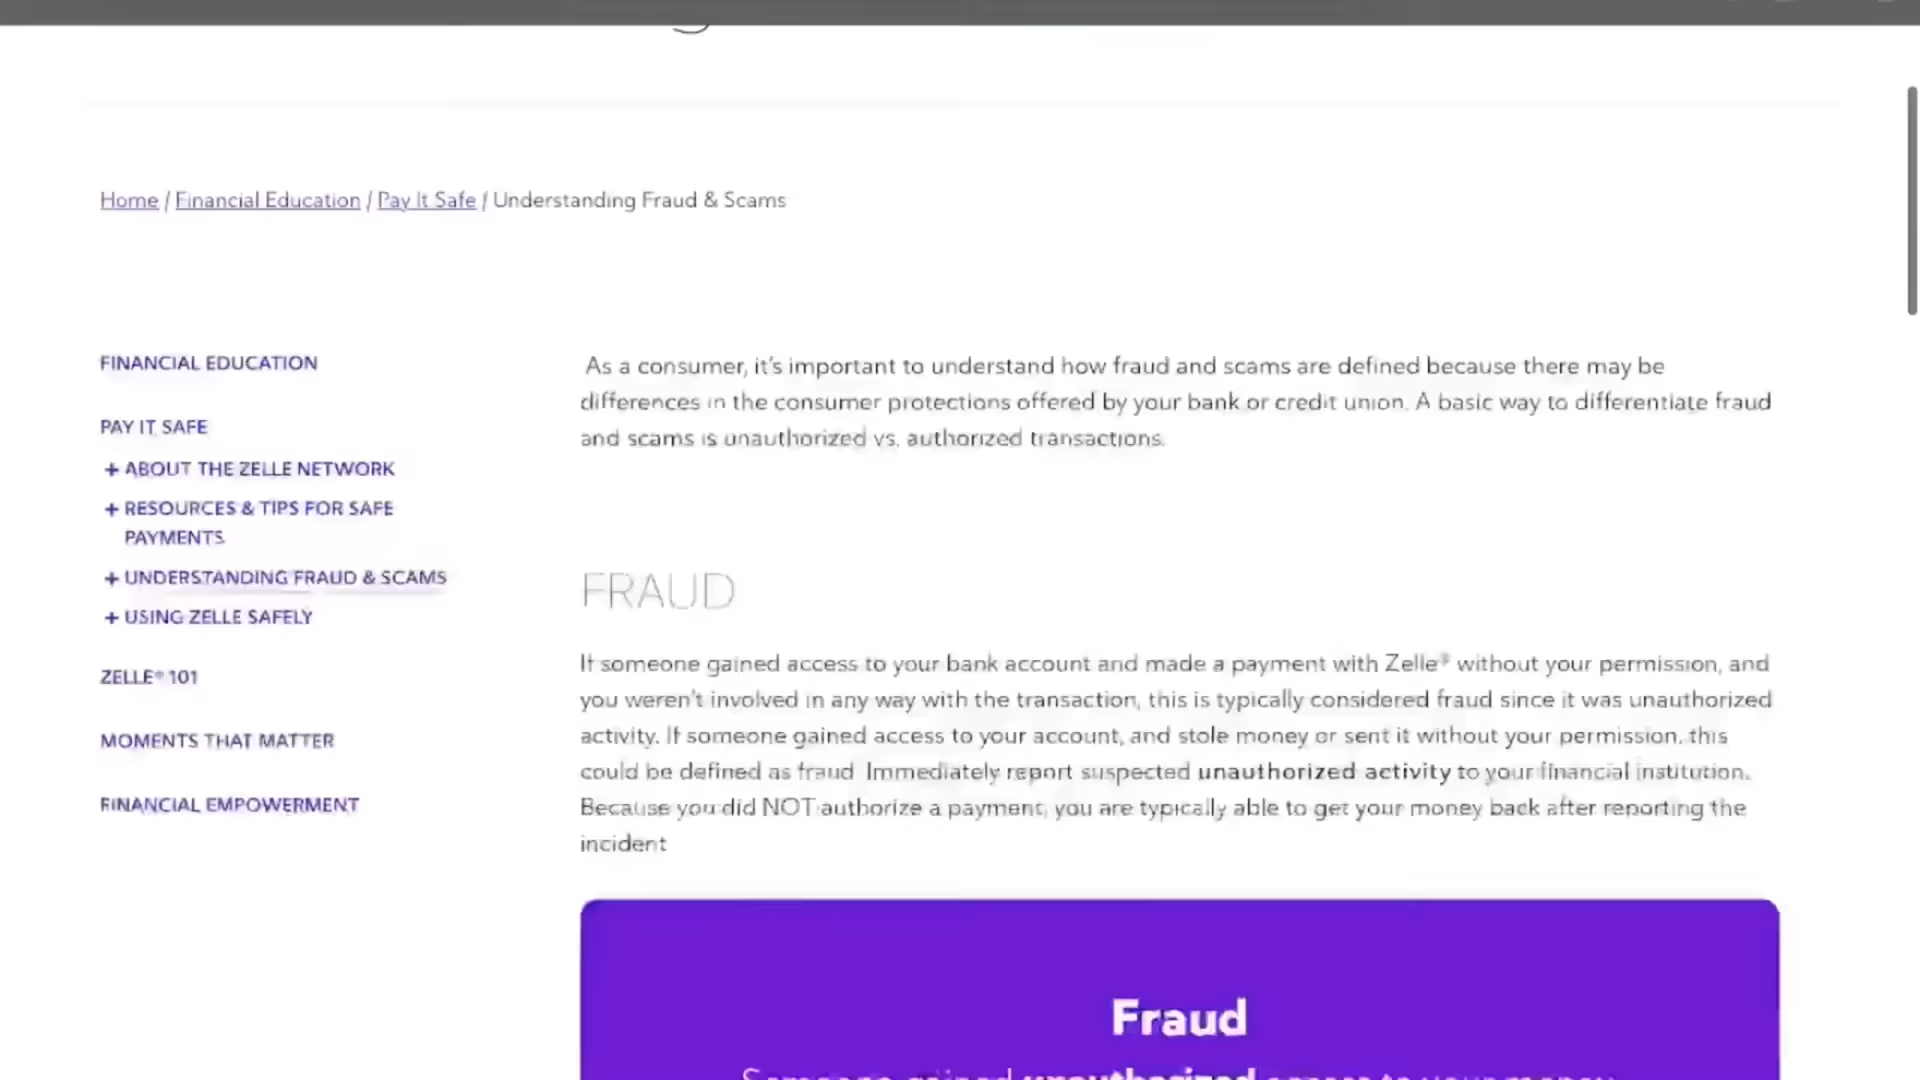 Home / Financial Education / Pay It Safe / Understanding Fraud & Scams
FINANCIAL EDUCATION
PAY IT SAFE
+ ABOUT THE ZELLE NETWORK
+ RESOURCES & TIPS FOR SAFE
PAYMENTS
+ UNDERSTANDING FRAUD & SCAMS
+ USING ZELLE SAFELY
ZELLE® 101
MOMENTS THAT MATTER
FINANCIAL EMPOWERMENT
As a consumer, it's important to understand how fraud and scams are defined because there may be
differences in the consumer protections offered by your bank or credit union. A basic way to differentiate fraud
and scams is unauthorized vs. authorized transactions.
FRAUD
If someone gained access to your bank account and made a payment with Zelle® without your permission, and
you weren't involved in any way with the transaction, this is typically considered fraud since it was unauthorized
activity. If someone gained access to your account, and stole money or sent it without your permission, this
could be defined as fraud. Immediately report suspected unauthorized activity to your financial institution.
Because you did NOT authorize a payment, you are typically able to get your money back after reporting the
incident
Fraud
Someone gained unauthorized access to your money